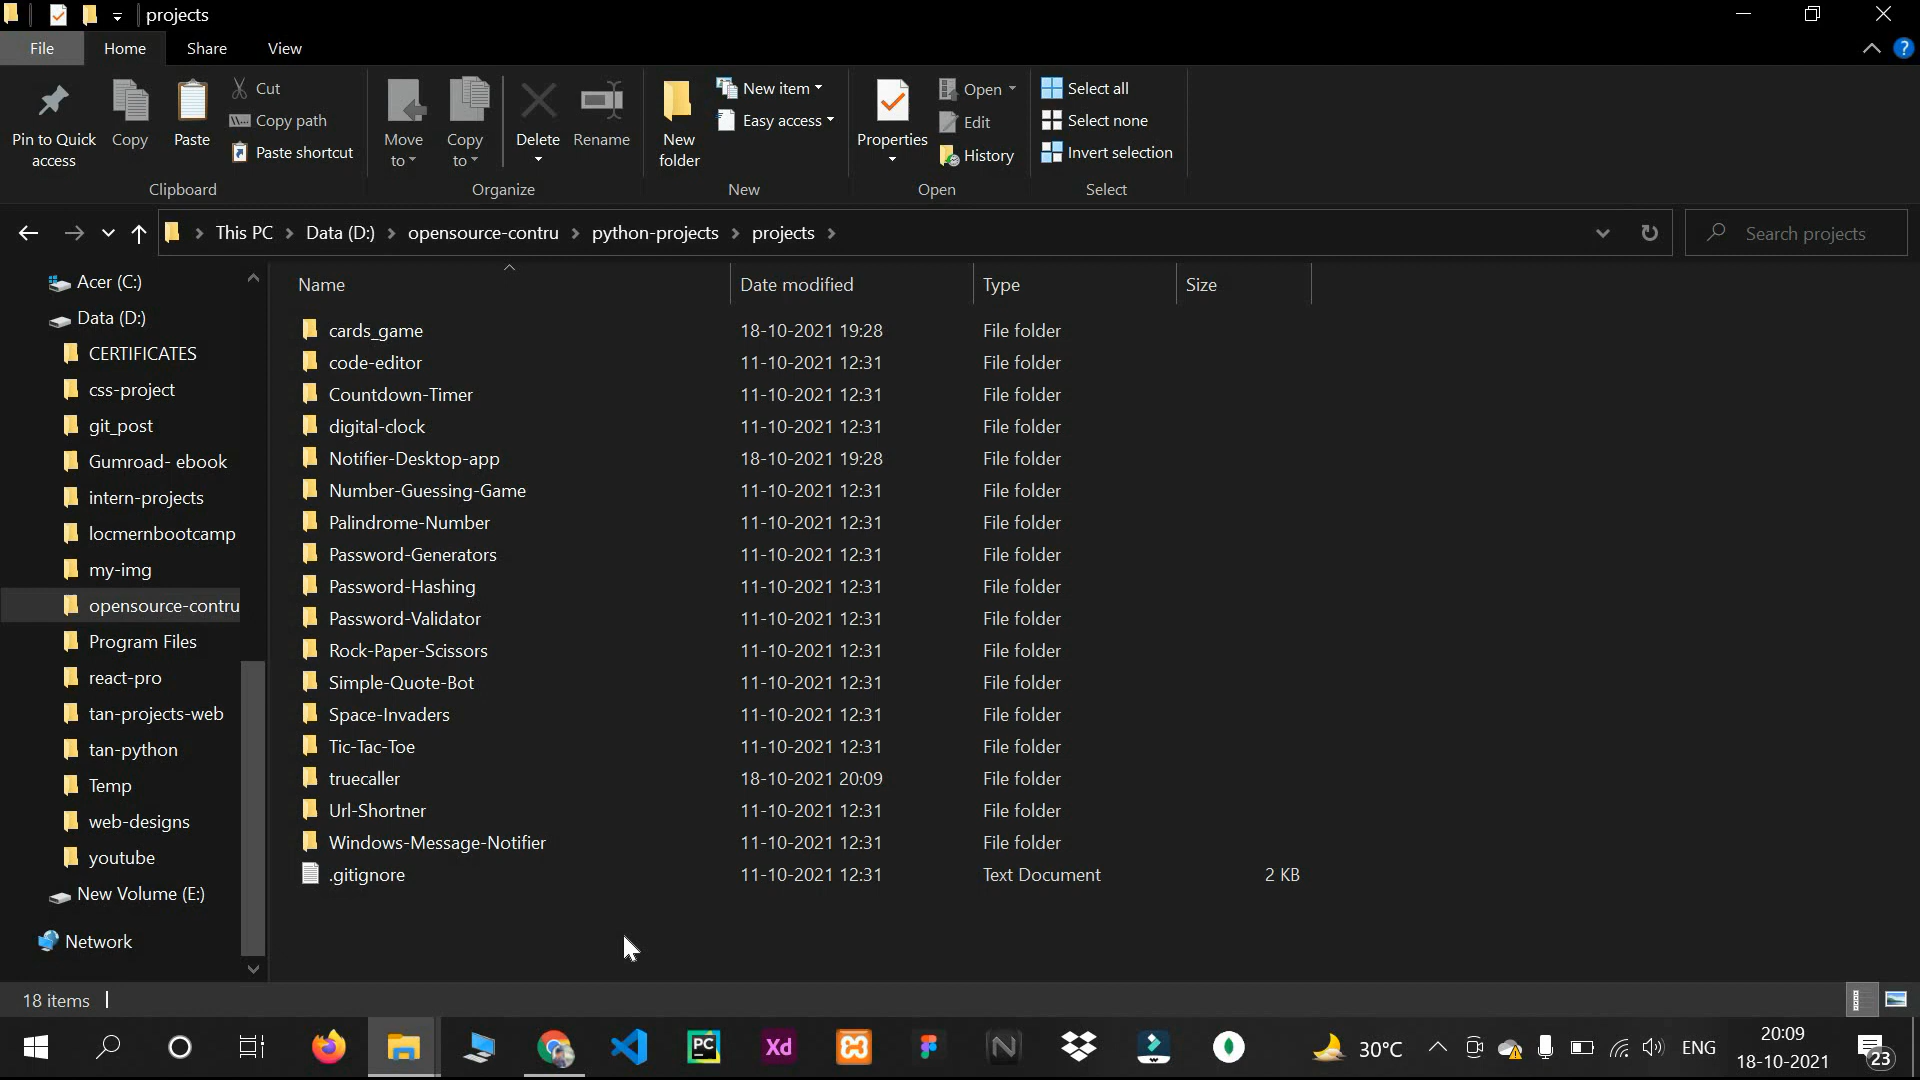 projects
File Home Share View
Pin to Quick access
Copy
Paste
Cut
Copy path
Paste shortcut
Clipboard
Move to
Copy to
Delete
Rename
Organize
New folder
New item
Easy access
New
Properties
Open
Edit
History
Open
Select all
Select none
Invert selection
Select
This PC > Data (D:) > opensource-contru > python-projects > projects >
Search projects
Acer (C:)
Data (D:)
CERTIFICATES
css-project
git_post
Gumroad- ebook
intern-projects
locmernbootcamp
my-img
opensource-contru
Program Files
react-pro
tan-projects-web
tan-python
Temp
web-designs
youtube
New Volume (E:)
Network
Name Date modified Type Size
cards_game 18-10-2021 19:28 File folder
code-editor 11-10-2021 12:31 File folder
Countdown-Timer 11-10-2021 12:31 File folder
digital-clock 11-10-2021 12:31 File folder
Notifier-Desktop-app 18-10-2021 19:28 File folder
Number-Guessing-Game 11-10-2021 12:31 File folder
Palindrome-Number 11-10-2021 12:31 File folder
Password-Generators 11-10-2021 12:31 File folder
Password-Hashing 11-10-2021 12:31 File folder
Password-Validator 11-10-2021 12:31 File folder
Rock-Paper-Scissors 11-10-2021 12:31 File folder
Simple-Quote-Bot 11-10-2021 12:31 File folder
Space-Invaders 11-10-2021 12:31 File folder
Tic-Tac-Toe 11-10-2021 12:31 File folder
truecaller 18-10-2021 20:09 File folder
Url-Shortner 11-10-2021 12:31 File folder
Windows-Message-Notifier 11-10-2021 12:31 File folder
.gitignore 11-10-2021 12:31 Text Document 2 KB
18 items
PC
Xd
N
30°C
ENG
20:09
18-10-2021
23